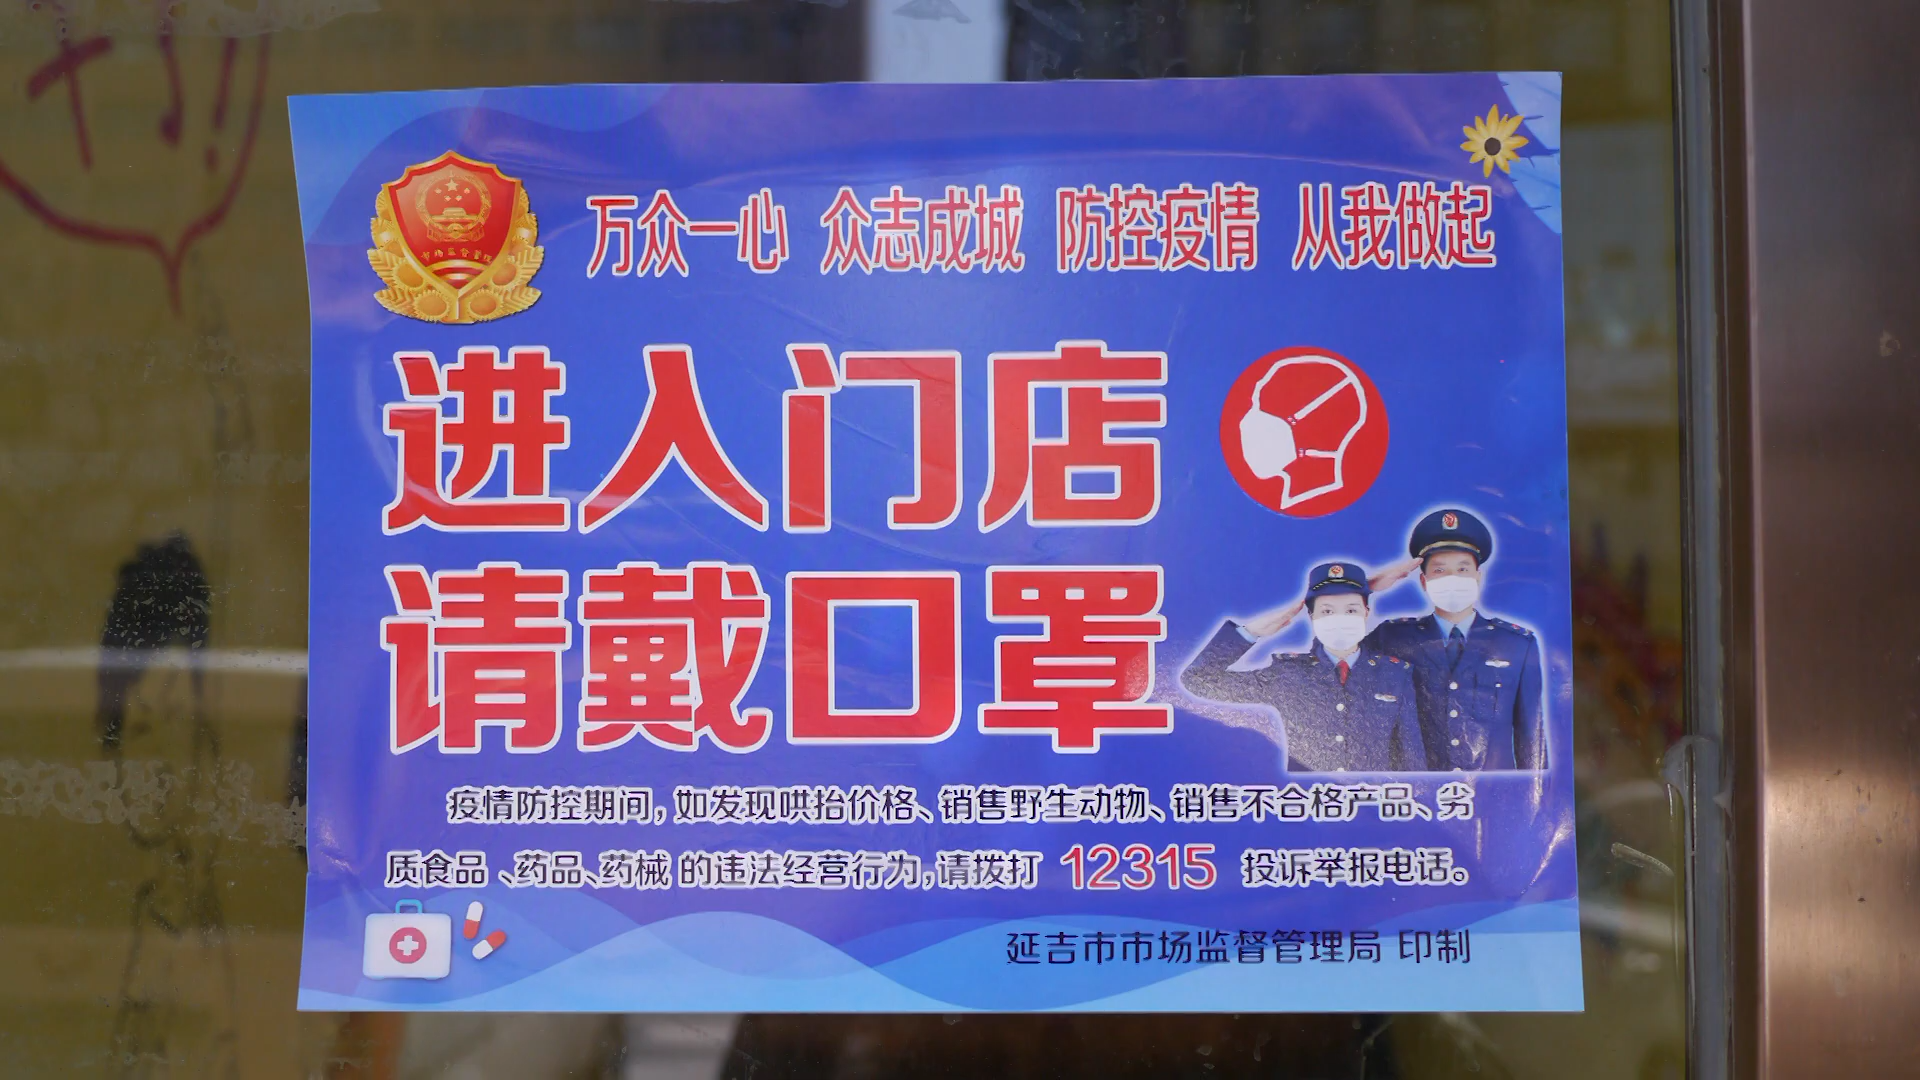 万众一心 众志成城 防控疫情 从我做起
进入门店
请戴口罩
疫情防控期间,如发现哄抬价格、销售野生动物、销售不合格产品、劣
质食品、药品、药械的违法经营行为,请拨打 12315 投诉举报电话。
延吉市市场监督管理局 印制